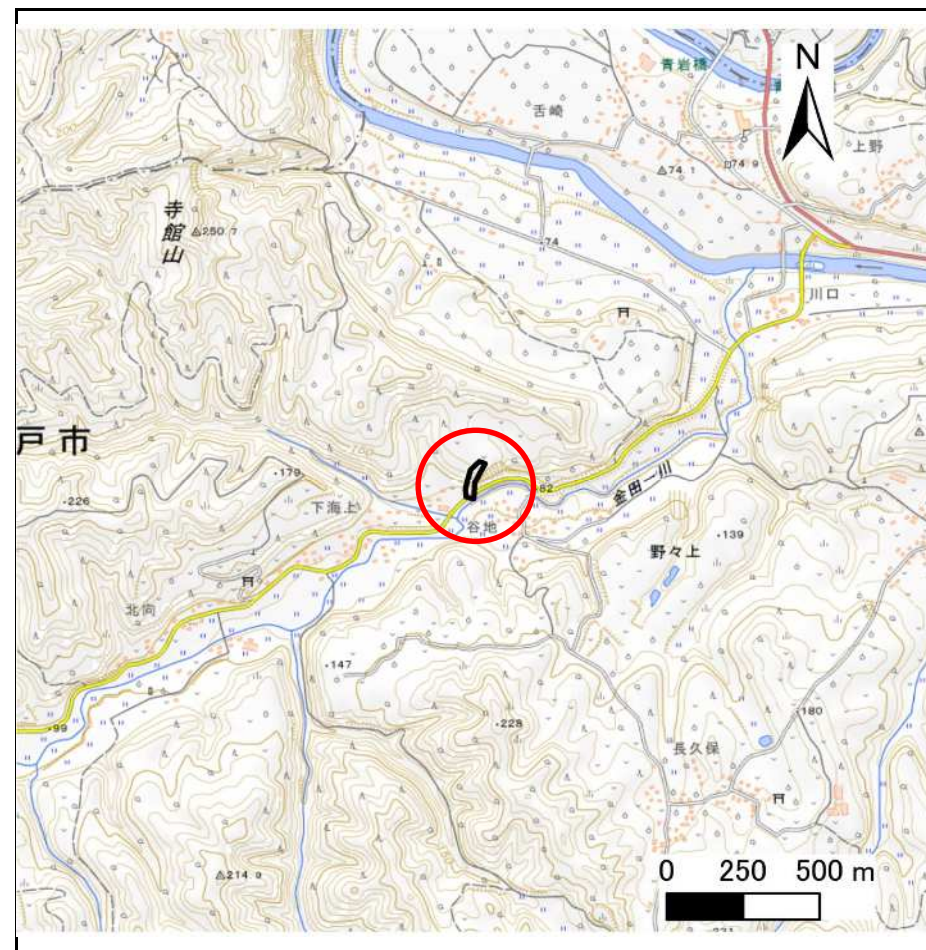 青岩橋
N
舌崎
74.9
上野
74.1
寺館山
250.7
74
川口
戸市
179
226
下海上
82
金田一川
谷地
野々上
139
北向
147
99
228
180
長久保
214.9
0 250 500 m